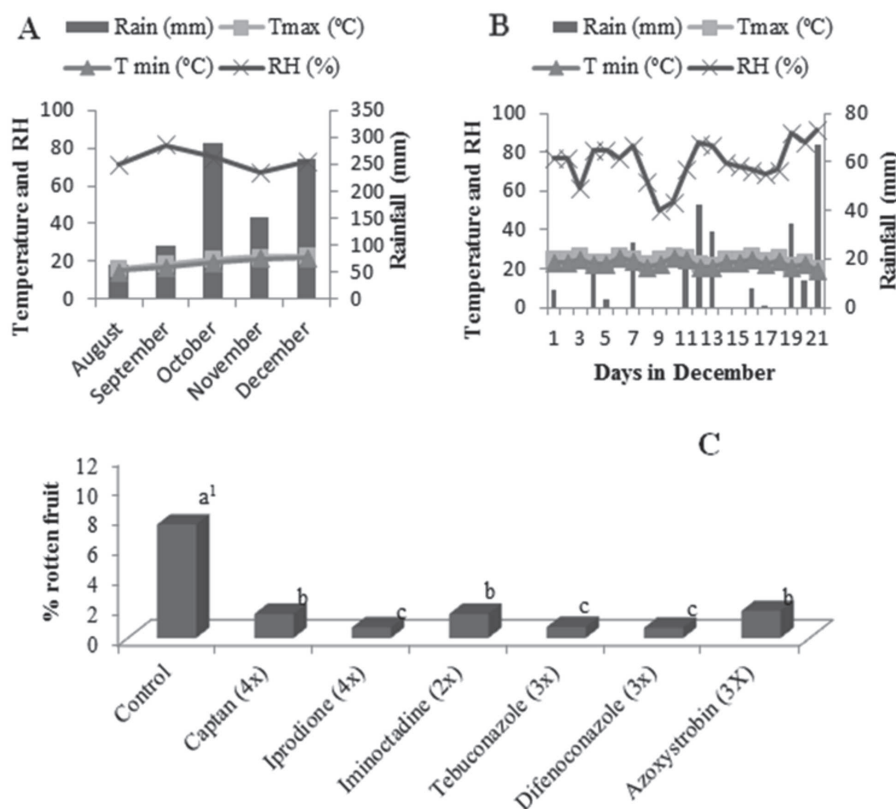 A
Rain (mm) Tmax (ºC)
T min (ºC) RH (%)
Temperature and RH
100
80
60
40
20
0
350
300
250
200
150
100
50
0
Rainfall (mm)
August
September
October
November
December
B
Rain (mm) Tmax (ºC)
T min (ºC) RH (%)
Temperature and RH
100
80
60
40
20
0
80
60
40
20
0
Rainfall (mm)
1 3 5 7 9 11 13 15 17 19 21
Days in December
C
% rotten fruit
12
10
8
6
4
2
0
a¹ b c b c c b
Control
Captan (4x)
Iprodione (4x)
Iminoctadine (2x)
Tebuconazole (3x)
Difenoconazole (3x)
Azoxystrobin (3X)